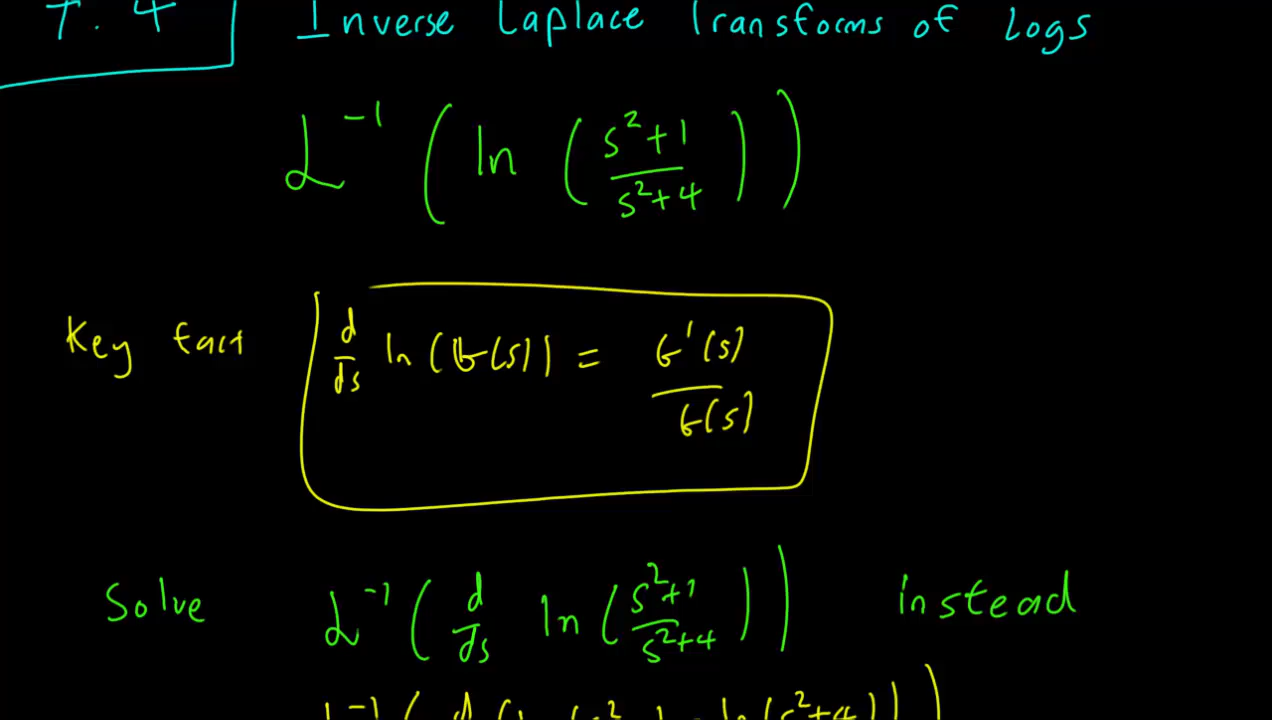 7.4 Inverse Laplace Transforms of Logs
ℒ⁻¹ ( ln ( (s²+1)/(s²+4) ) )
Key fact d/ds ln(G(s)) = G'(s)/G(s)
Solve ℒ⁻¹ ( d/ds ln ( (s²+1)/(s²+4) ) ) instead